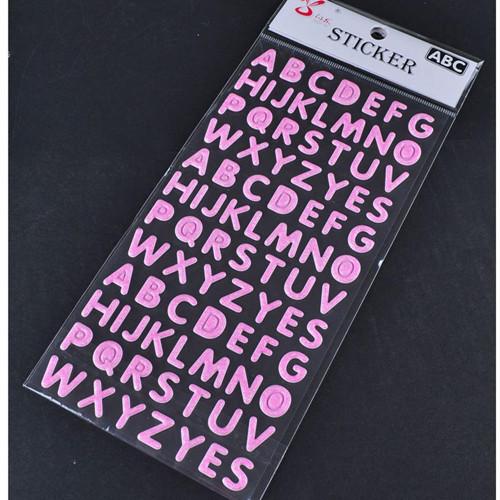 STICKER
ABC
ABCDEFG
HIJKLMNO
PQRSTUV
WXYZYES
ABCDEFG
HIJKLMNO
PQRSTUV
WXYZYES
ABCDEFG
HIJKLMNO
PQRSTUV
WXYZYES